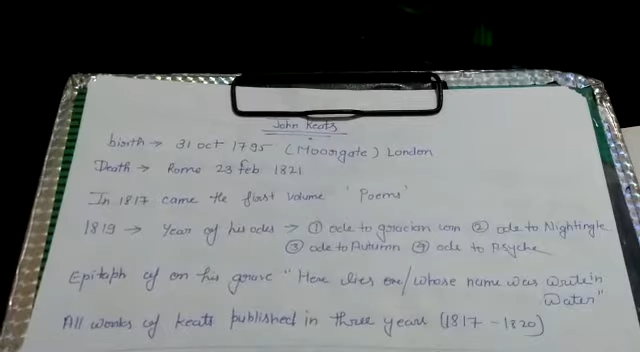 John Keats
birth → 31 oct 1795 (Moorgate) London
Death → Rome 23 feb 1821
In 1817 came the first volume 'Poems'
1819 → Year of his odes → ① ode to gracian urn ② ode to Nightingle
③ ode to Autumn ④ ode to Psyche
Epitaph of on his grave "Here lies one/whose name was write in
Water"
All works of Keats published in three years (1817 - 1820)